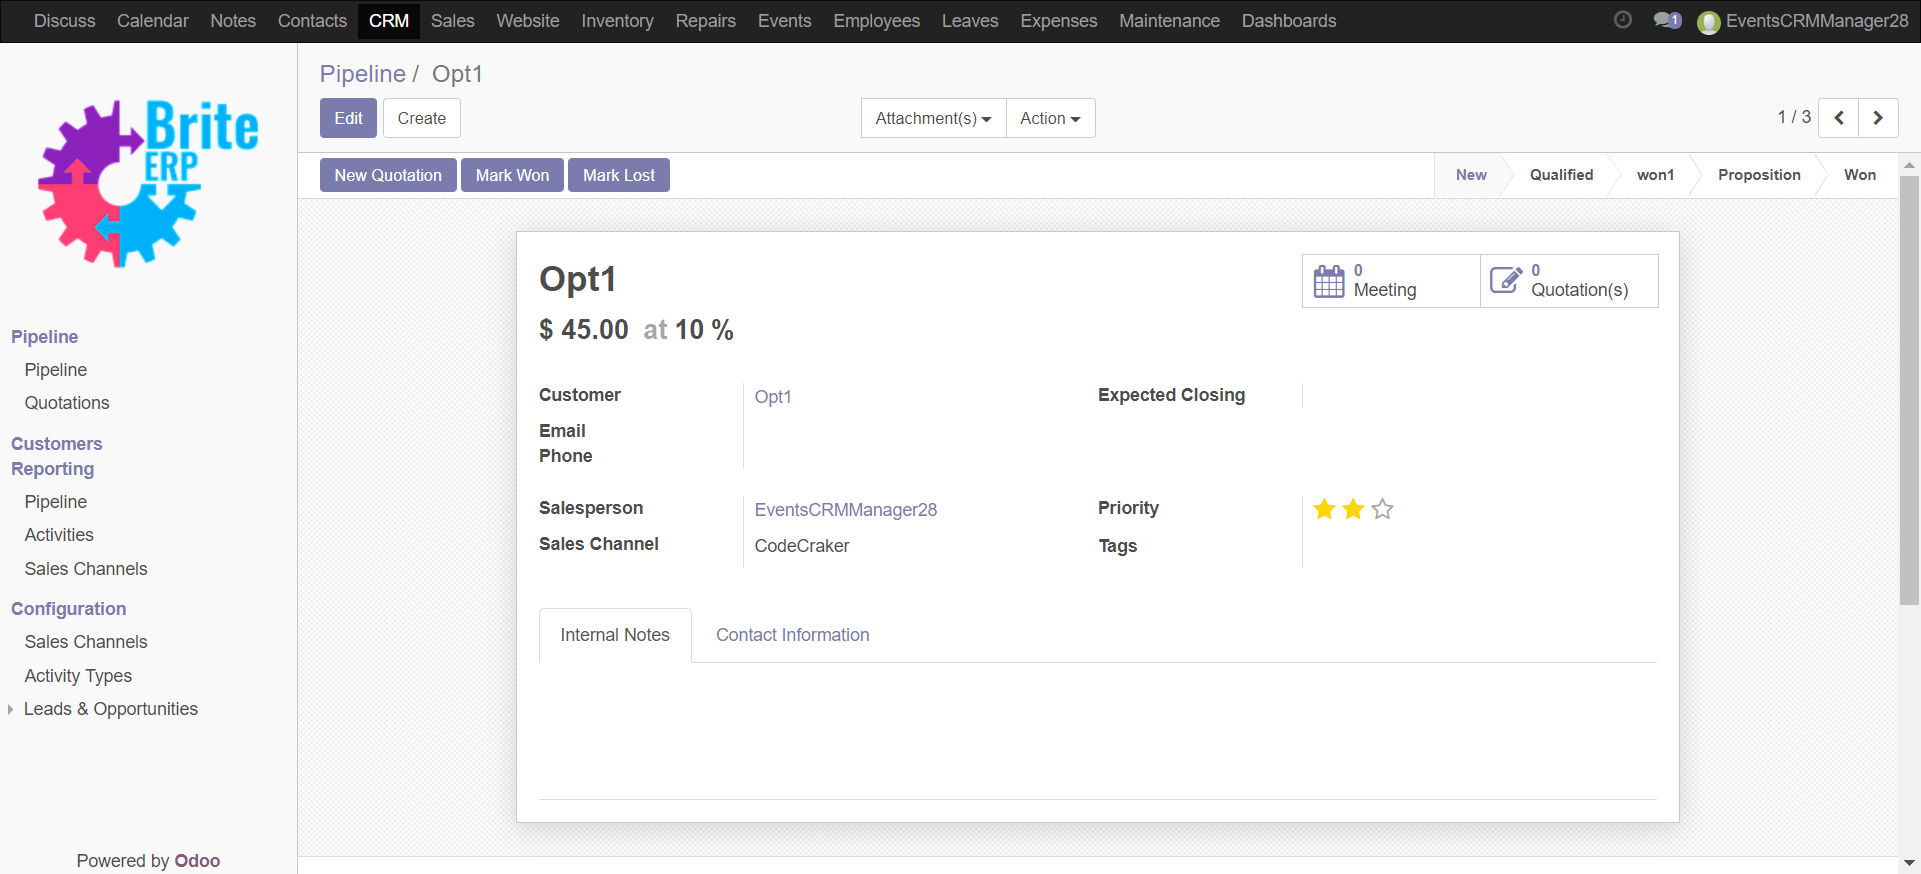 Discuss Calendar Notes Contacts CRM Sales Website Inventory Repairs Events Employees Leaves Expenses Maintenance Dashboards 1 EventsCRMManager28
Brite
ERP
Pipeline
Pipeline
Quotations
Customers
Reporting
Pipeline
Activities
Sales Channels
Configuration
Sales Channels
Activity Types
Leads & Opportunities
Powered by Odoo
Pipeline / Opt1
Edit Create Attachment(s) Action 1 / 3
New Quotation Mark Won Mark Lost New Qualified won1 Proposition Won
Opt1
0
Meeting
0
Quotation(s)
$ 45.00 at 10 %
Customer Opt1
Email
Phone
Expected Closing
Salesperson EventsCRMManager28
Sales Channel CodeCraker
Priority
Tags
Internal Notes Contact Information